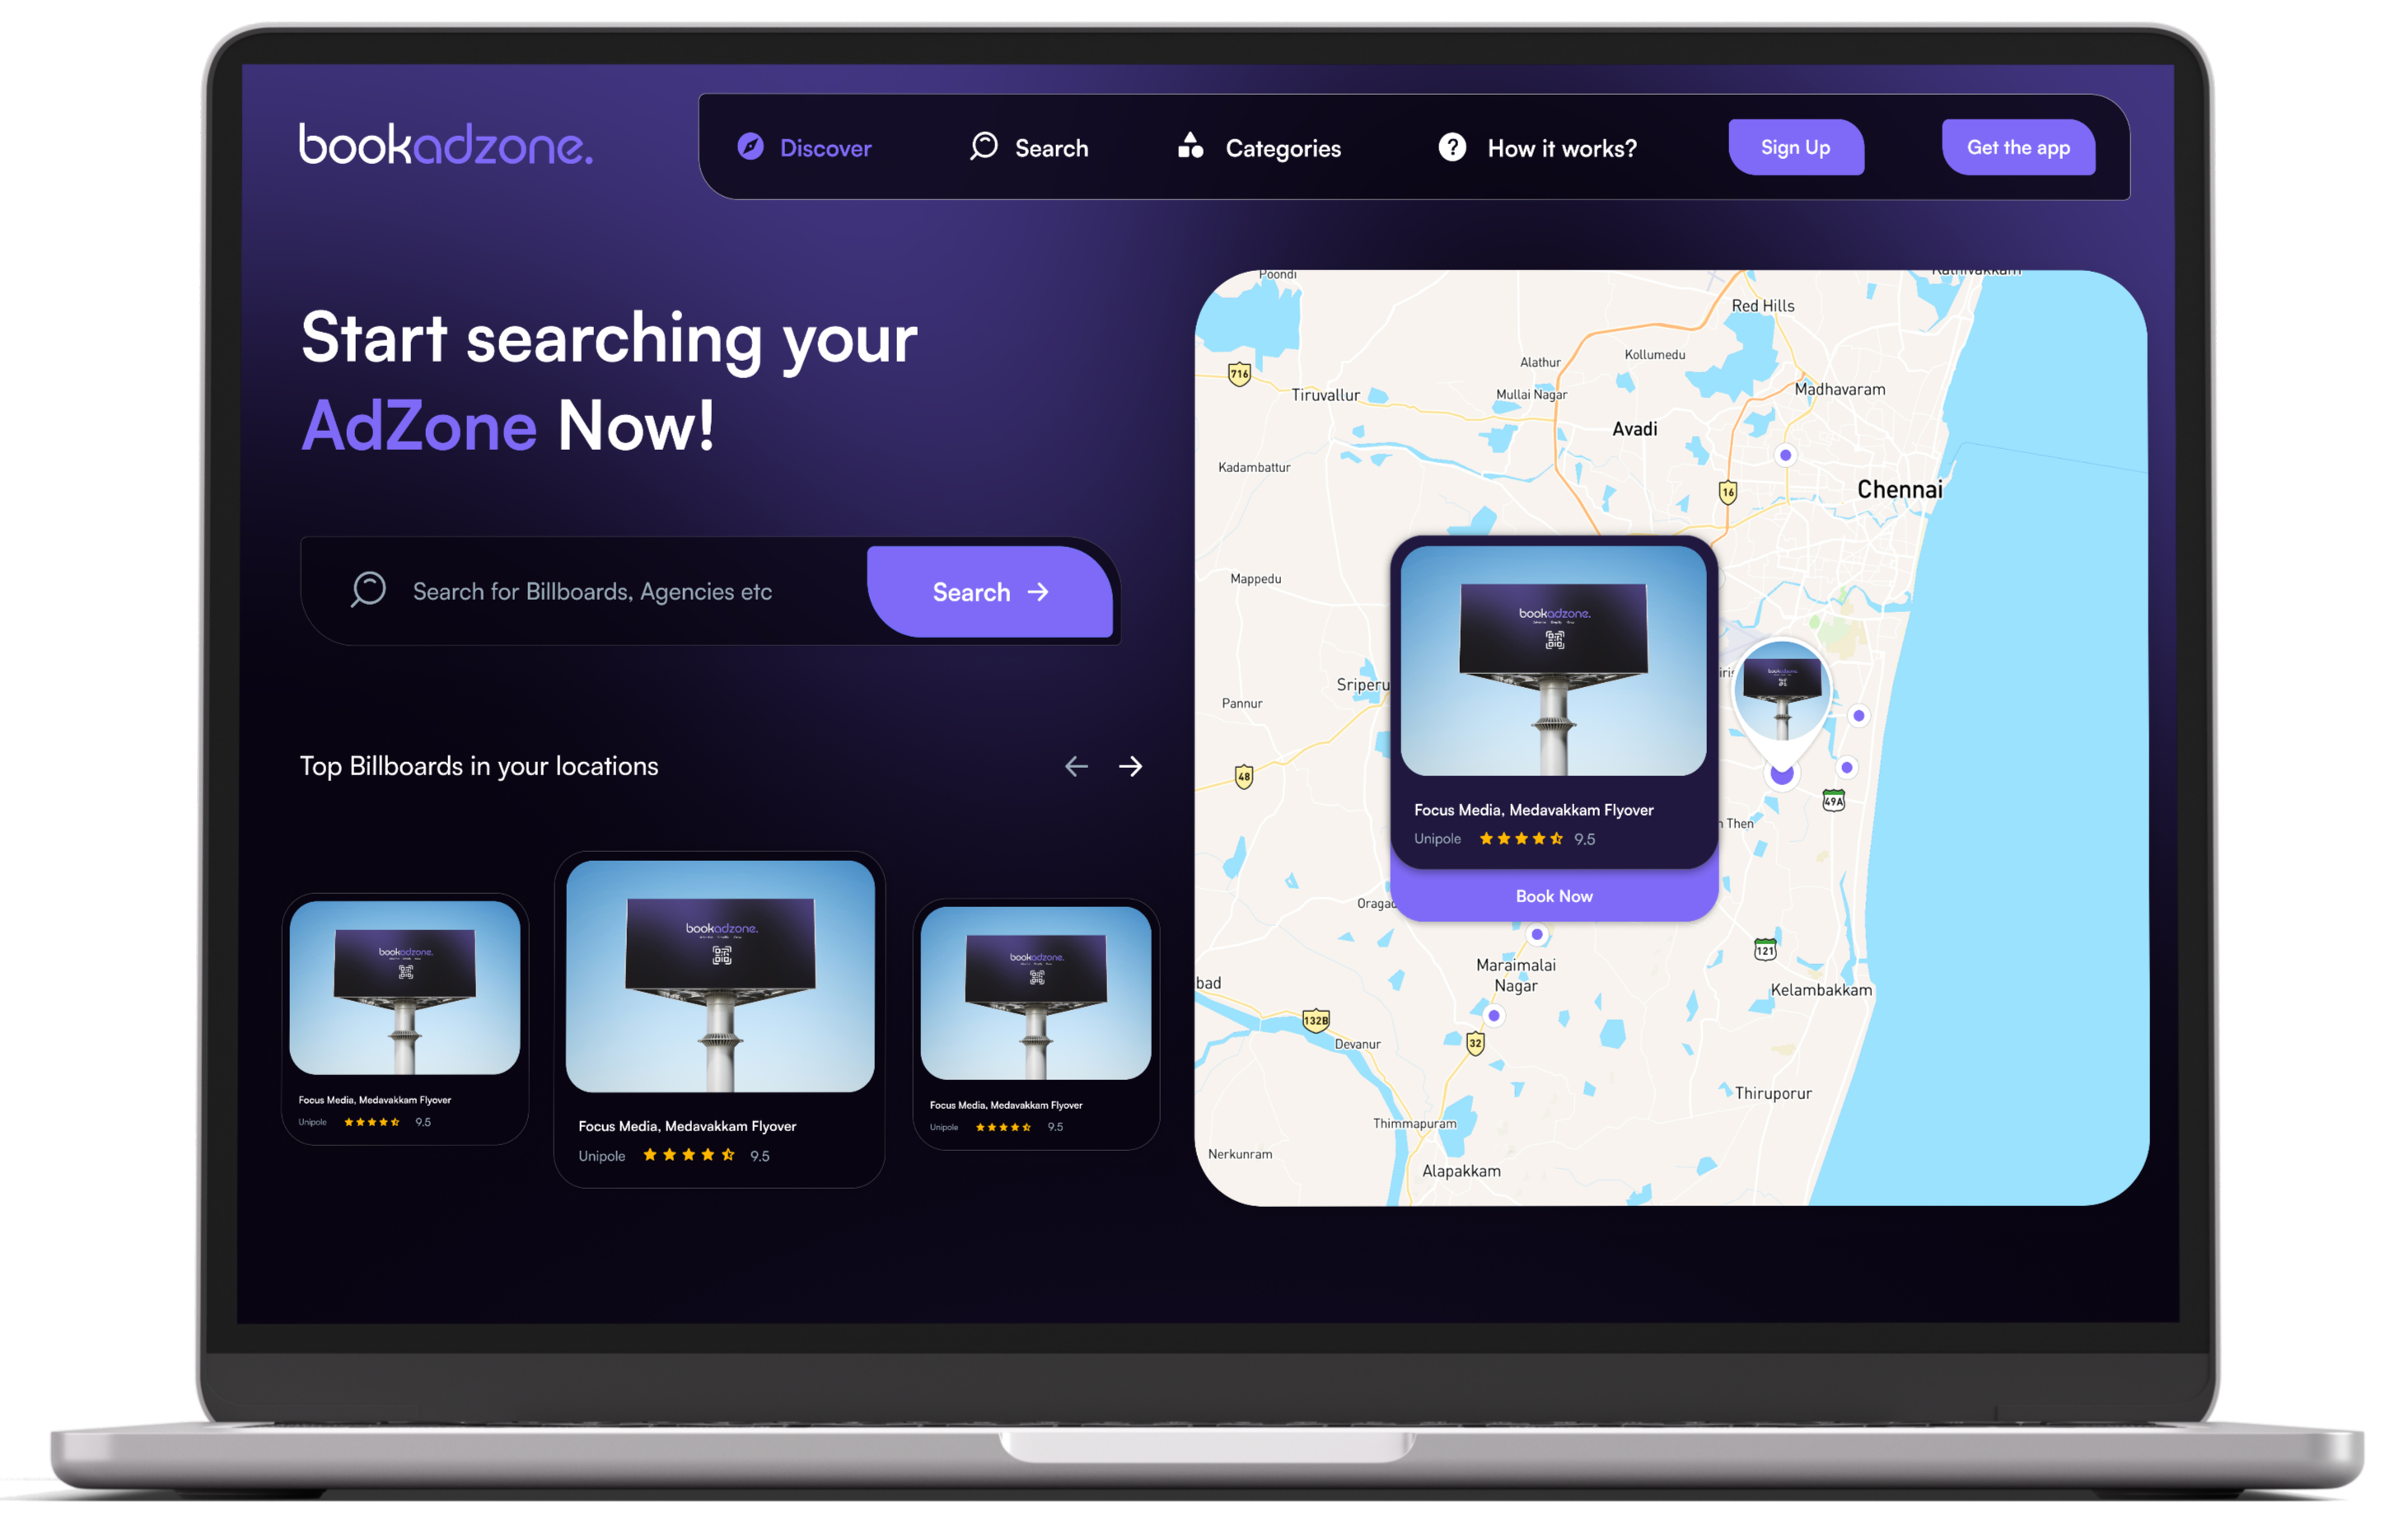 bookadzone.
Discover
Search
Categories
How it works?
Sign Up
Get the app
Start searching your
AdZone Now!
Search for Billboards, Agencies etc
Search
Top Billboards in your locations
bookadzone.
Focus Media, Medavakkam Flyover
Unipole
9.5
bookadzone.
Focus Media, Medavakkam Flyover
Unipole
9.5
bookadzone.
Focus Media, Medavakkam Flyover
Unipole
9.5
Poondi
Kathivakkam
Red Hills
Kollumedu
Alathur
716
Tiruvallur
Mullai Nagar
Madhavaram
Avadi
Kadambattur
16
Chennai
Mappedu
bookadzone.
Sriperu
Pannur
48
49A
Focus Media, Medavakkam Flyover
Unipole
9.5
Then
Book Now
Oragad
121
Maraimalai
Nagar
bad
Kelambakkam
132B
32
Devanur
Thiruporur
Thimmapuram
Nerkunram
Alapakkam